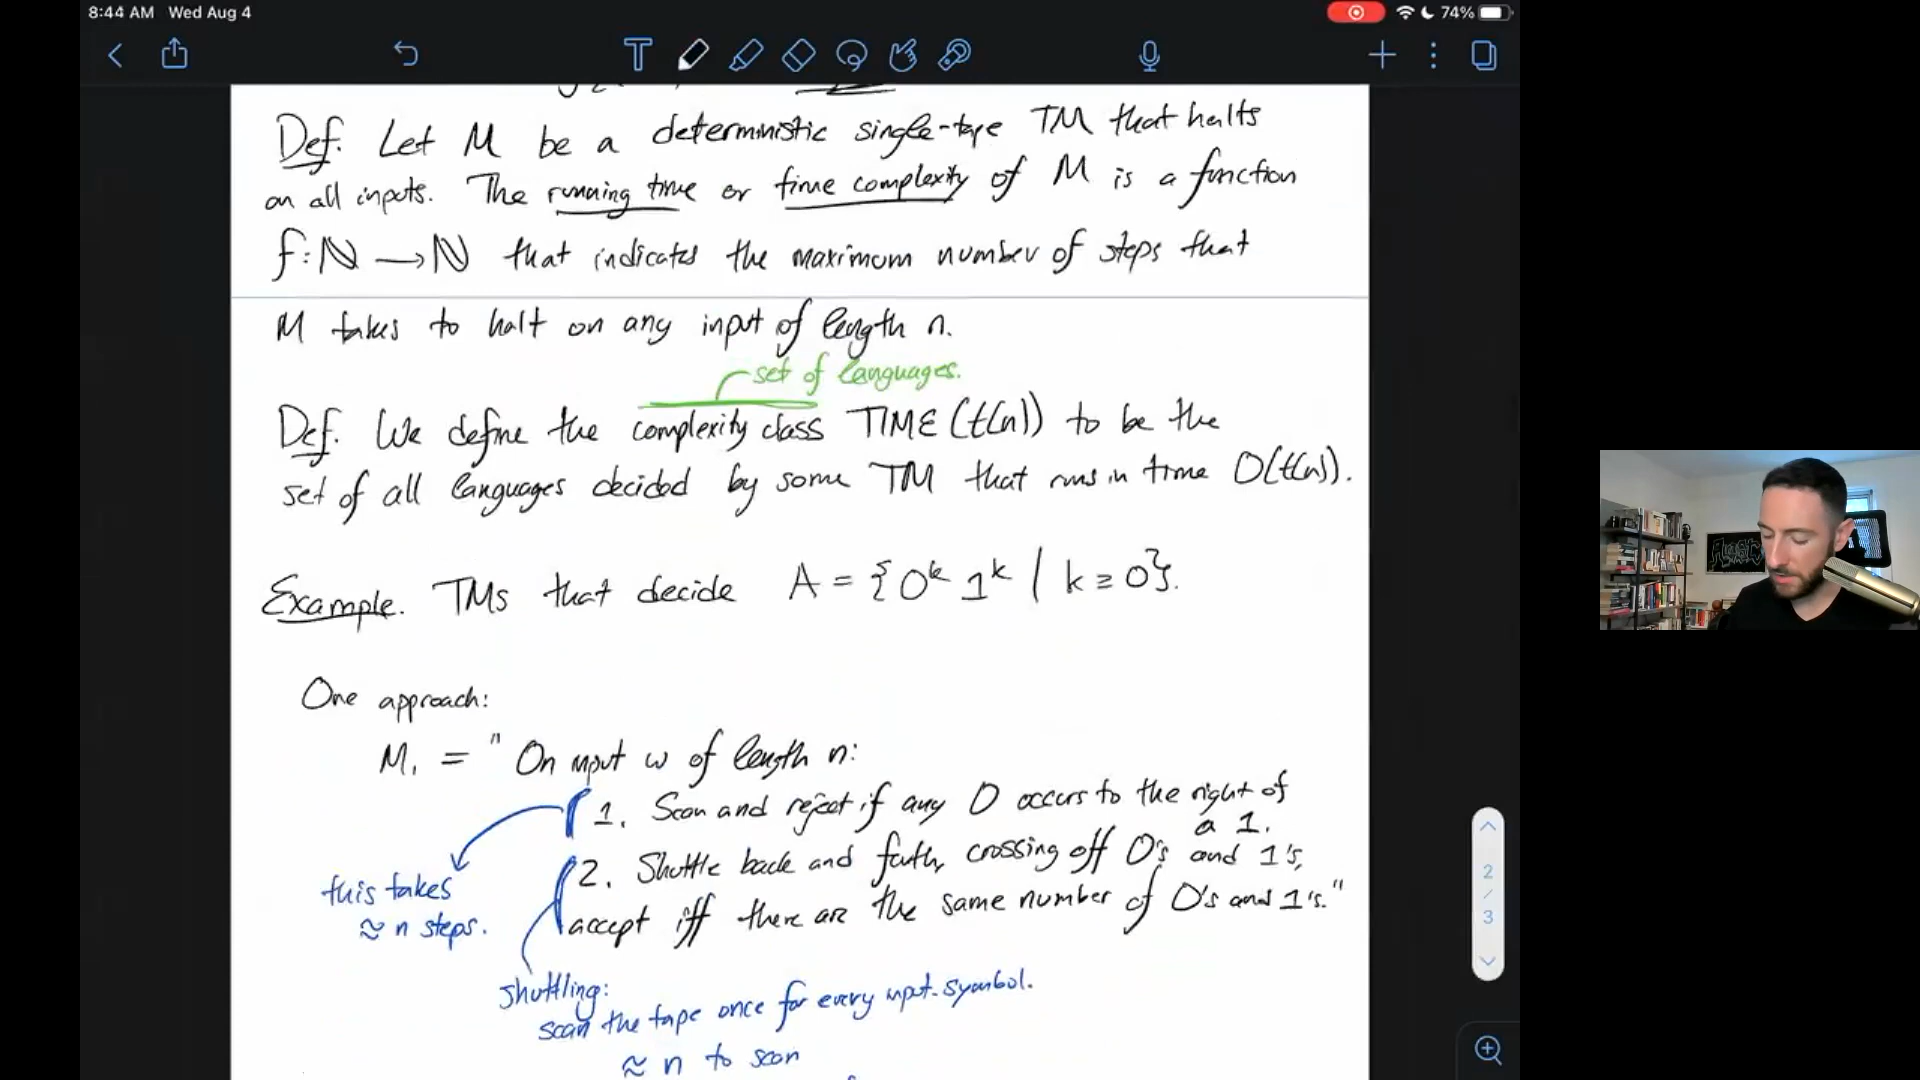 8:44 AM Wed Aug 4
74%
Def. Let M be a deterministic single-tape TM that halts
on all inputs. The running time or time complexity of M is a function
f: ℕ → ℕ that indicates the maximum number of steps that
M takes to halt on any input of length n.
set of languages.
Def. We define the complexity class TIME(t(n)) to be the
set of all languages decided by some TM that runs in time O(t(n)).
Example. TMs that decide A = {0^k 1^k | k ≥ 0}.
One approach:
M₁ = "On input w of length n:
1. Scan and reject if any 0 occurs to the right of
a 1.
2. Shuttle back and forth, crossing off 0's and 1's,
accept iff there are the same number of 0's and 1's."
this takes
≈ n steps.
shuttling:
scan the tape once for every input symbol.
≈ n to scan
2
/
3